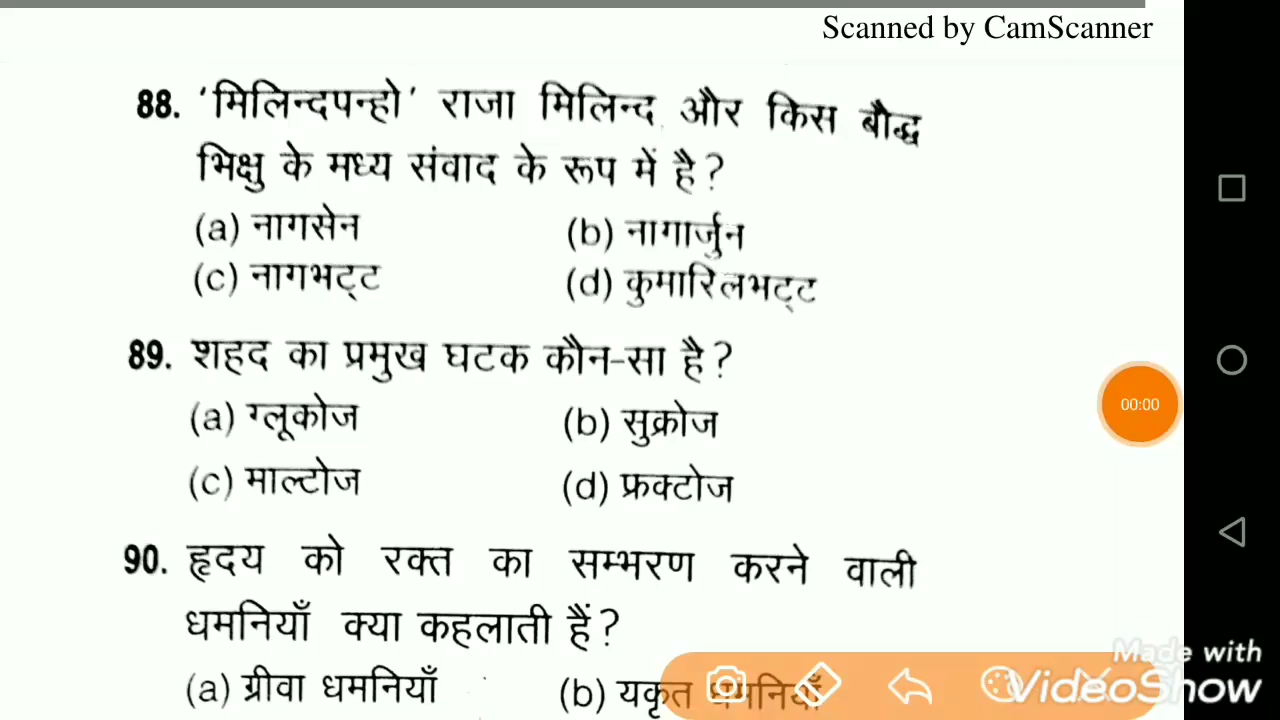 Scanned by CamScanner
88. 'मिलिन्दपन्हो' राजा मिलिन्द और किस बौद्ध
भिक्षु के मध्य संवाद के रूप में है?
(a) नागसेन (b) नागार्जुन
(c) नागभट्ट (d) कुमारिलभट्ट
89. शहद का प्रमुख घटक कौन-सा है?
(a) ग्लूकोज (b) सुक्रोज
(c) माल्टोज (d) फ्रक्टोज
00:00
90. हृदय को रक्त का सम्भरण करने वाली
धमनियाँ क्या कहलाती हैं?
(a) ग्रीवा धमनियाँ (b) यकृत धमनियाँ
Made with
VideoShow